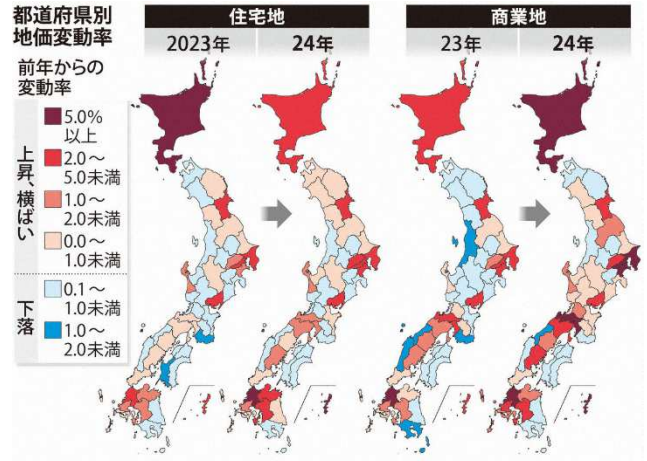 都道府県別
地価変動率
住宅地
商業地
2023年
24年
23年
24年
前年からの
変動率
上昇、横ばい
5.0%
以上
2.0～
5.0未満
1.0～
2.0未満
0.0～
1.0未満
下落
0.1～
1.0未満
1.0～
2.0未満